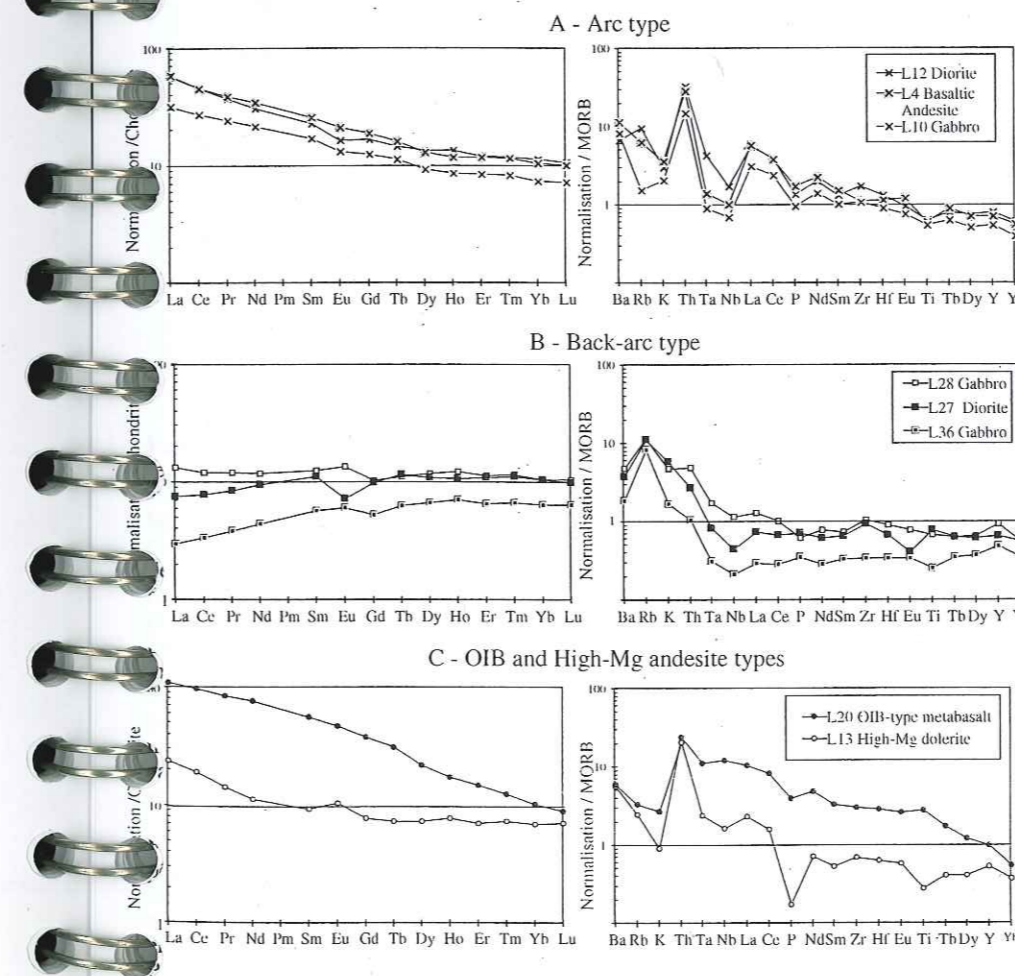 A - Arc type
100
10
La Ce Pr Nd Pm Sm Eu Gd Tb Dy Ho Er Tm Yb Lu
Normalisation / MORB
100
10
1
L12 Diorite
L4 Basaltic
Andesite
L10 Gabbro
Ba Rb K Th Ta Nb La Ce P Nd Sm Zr Hf Eu Ti Tb Dy Y
B - Back-arc type
1
La Ce Pr Nd Pm Sm Eu Gd Tb Dy Ho Er Tm Yb Lu
Normalisation / MORB
100
10
1
L28 Gabbro
L27 Diorite
L36 Gabbro
Ba Rb K Th Ta Nb La Ce P Nd Sm Zr Hf Eu Ti Tb Dy Y
C - OIB and High-Mg andesite types
10
1
La Ce Pr Nd Pm Sm Eu Gd Tb Dy Ho Er Tm Yb Lu
Normalisation / MORB
100
10
1
L20 OIB-type metabasalt
L13 High-Mg dolerite
Ba Rb K Th Ta Nb La Ce P Nd Sm Zr Hf Eu Ti Tb Dy Y